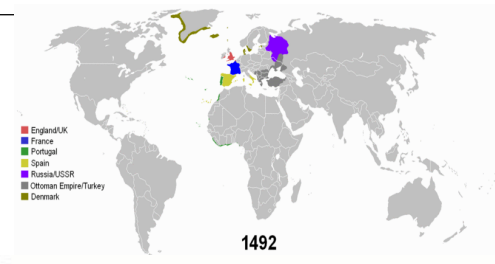 England/UK
France
Portugal
Spain
Russia/USSR
Ottoman Empire/Turkey
Denmark
1492